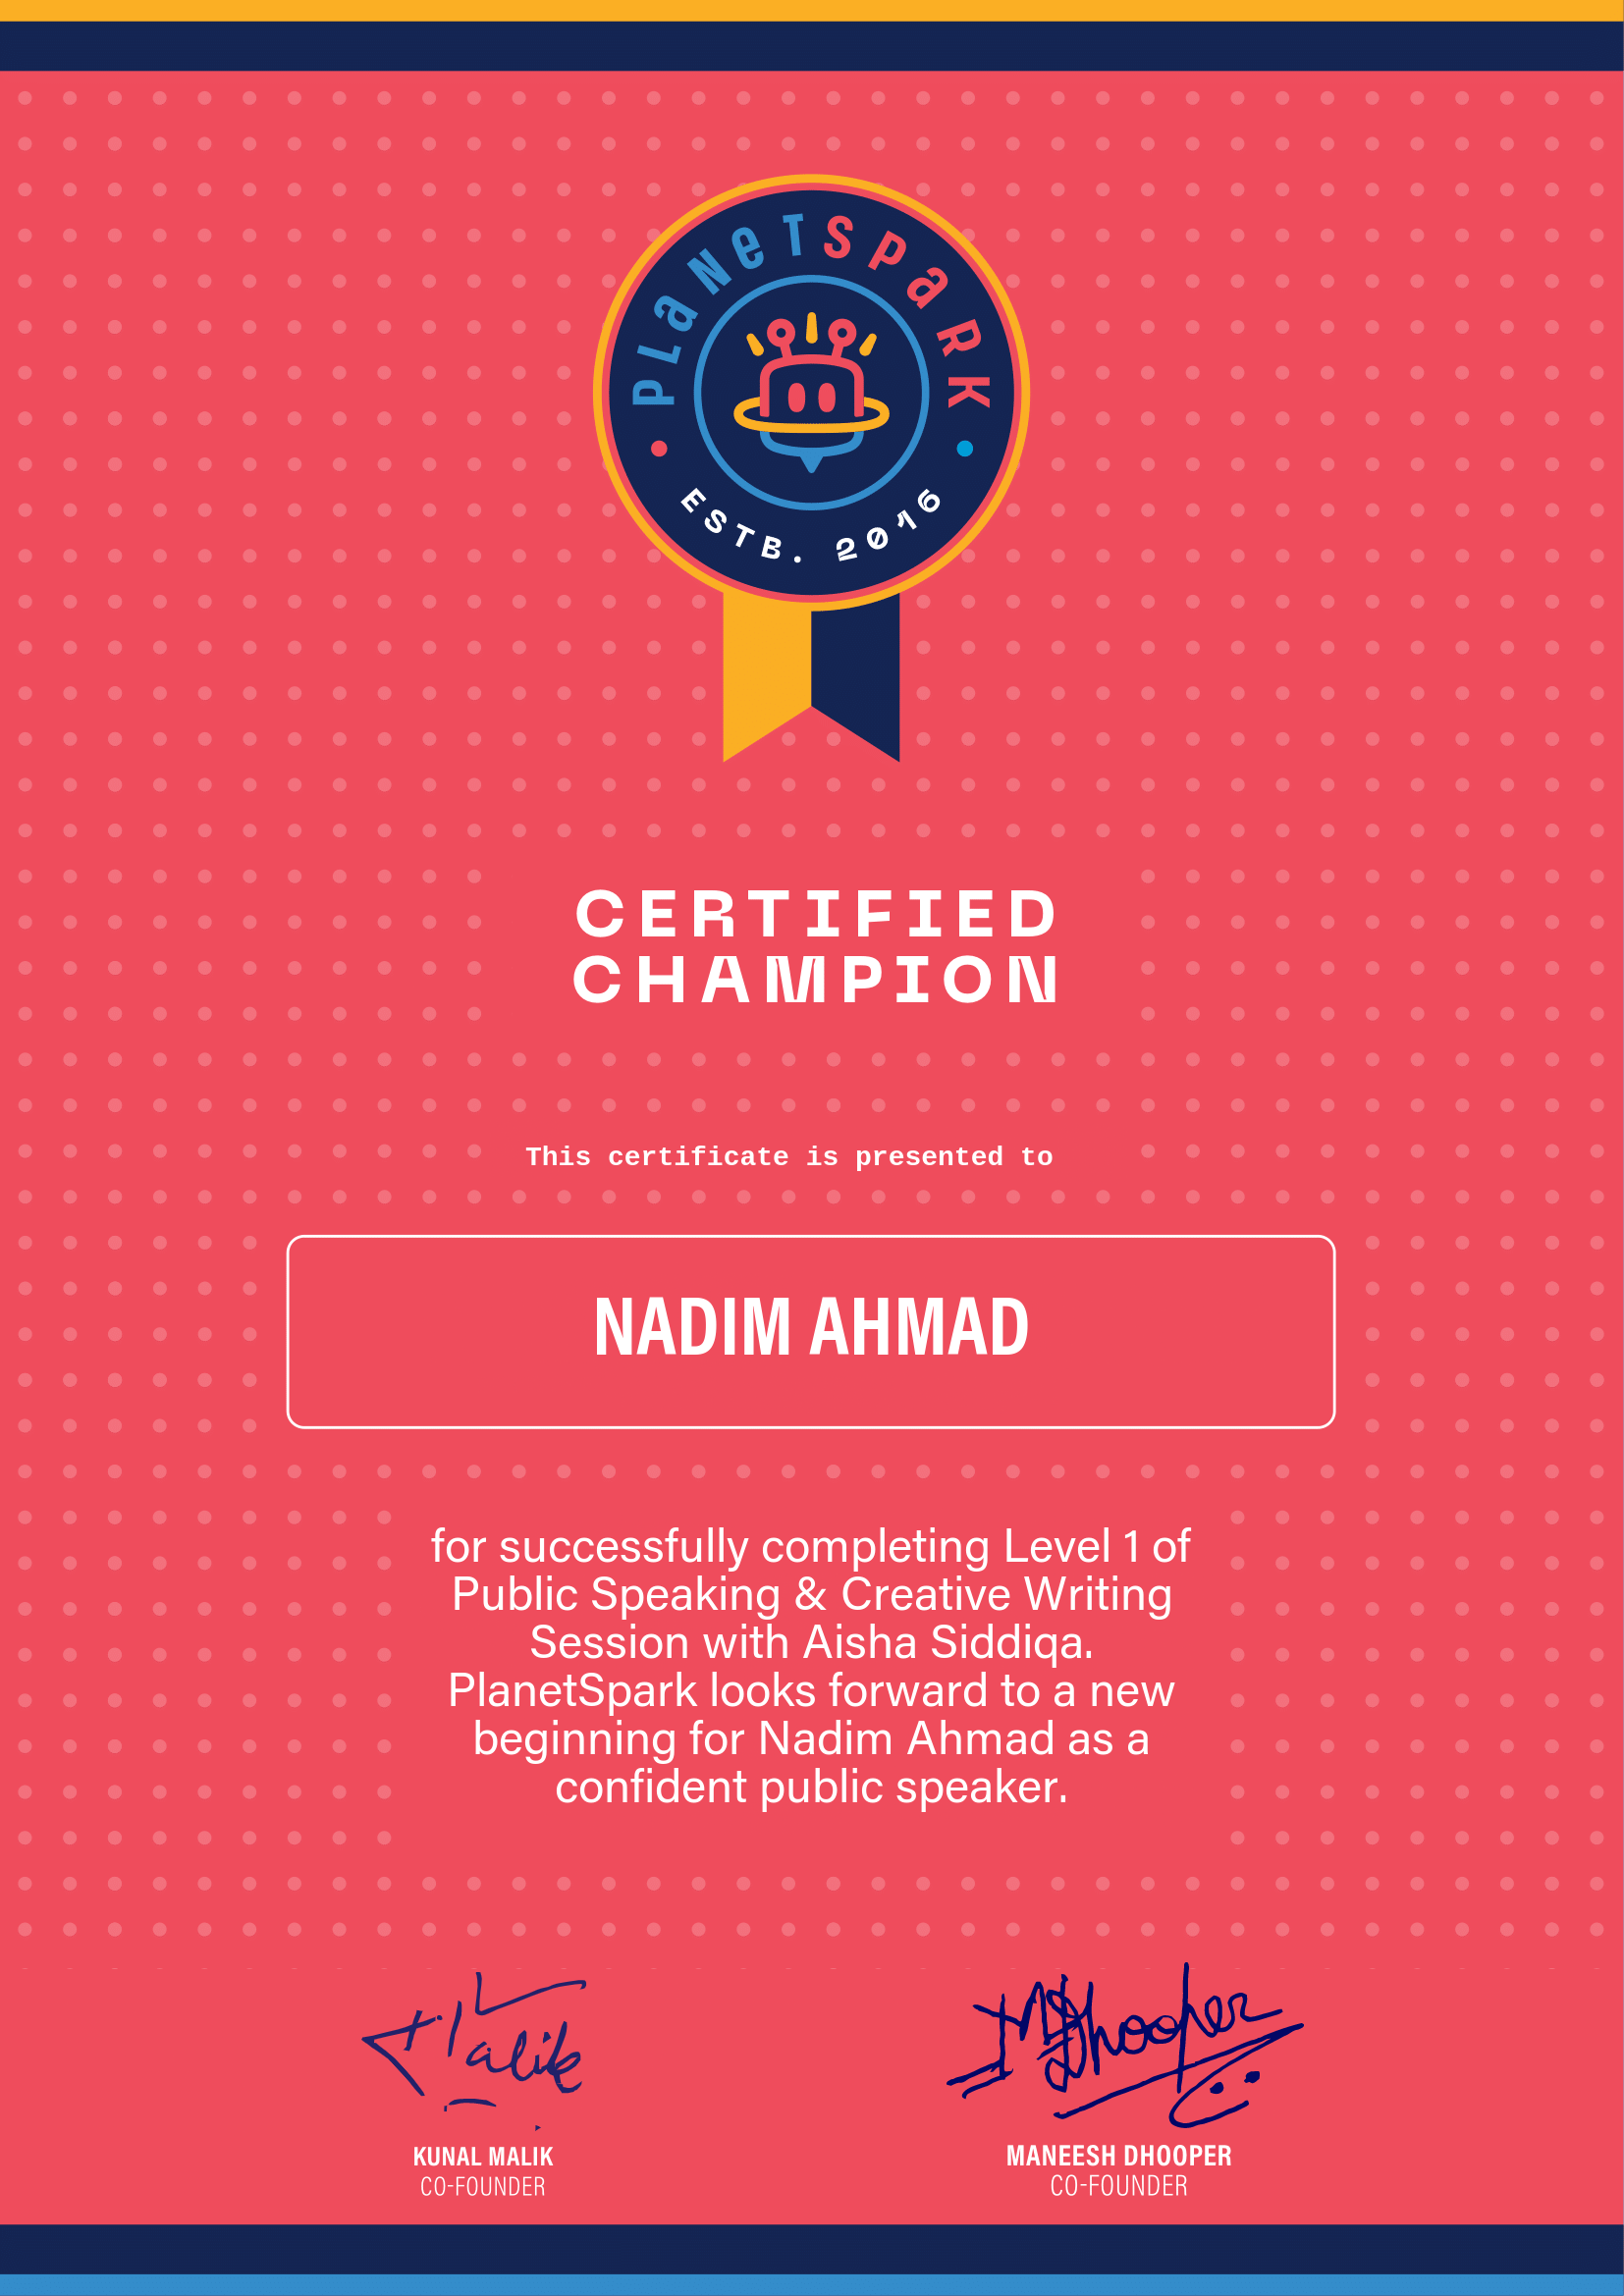 PLaNeTSPaRK
ESTB. 2016
CERTIFIED
CHAMPION
This certificate is presented to
NADIM AHMAD
for successfully completing Level 1 of
Public Speaking & Creative Writing
Session with Aisha Siddiqa.
PlanetSpark looks forward to a new
beginning for Nadim Ahmad as a
confident public speaker.
KUNAL MALIK
CO-FOUNDER
MANEESH DHOOPER
CO-FOUNDER